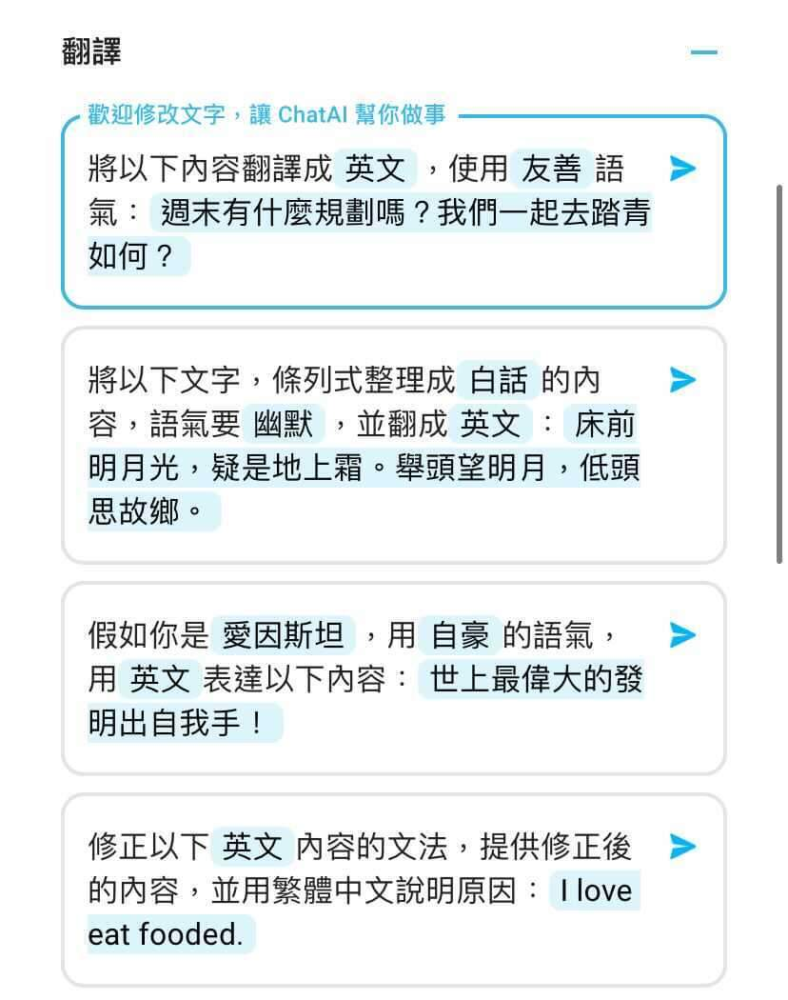 翻譯
歡迎修改文字，讓 ChatAI 幫你做事
將以下內容翻譯成 英文 ，使用 友善 語
氣： 週末有什麼規劃嗎？我們一起去踏青
如何？
將以下文字，條列式整理成 白話 的內
容，語氣要 幽默 ，並翻成 英文 ： 床前
明月光，疑是地上霜。舉頭望明月，低頭
思故鄉。
假如你是 愛因斯坦 ，用 自豪 的語氣，
用 英文 表達以下內容： 世上最偉大的發
明出自我手！
修正以下 英文 內容的文法，提供修正後
的內容，並用繁體中文說明原因： I love
eat fooded.